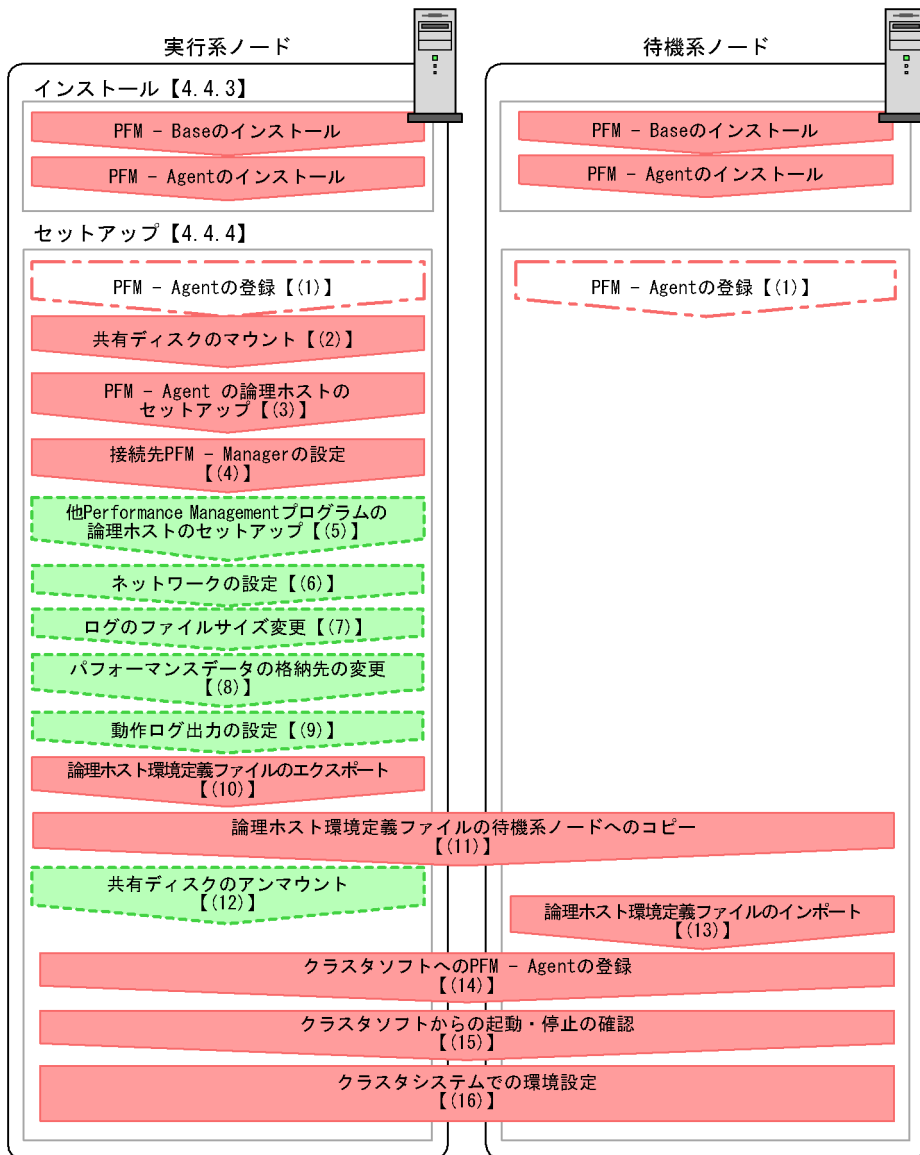 実行系ノード
待機系ノード
インストール【4.4.3】
PFM - Baseのインストール
PFM - Agentのインストール
PFM - Baseのインストール
PFM - Agentのインストール
セットアップ【4.4.4】
PFM - Agentの登録【(1)】
PFM - Agentの登録【(1)】
共有ディスクのマウント【(2)】
PFM - Agent の論理ホストの
セットアップ【(3)】
接続先PFM - Managerの設定
【(4)】
他Performance Managementプログラムの
論理ホストのセットアップ【(5)】
ネットワークの設定【(6)】
ログのファイルサイズ変更【(7)】
パフォーマンスデータの格納先の変更
【(8)】
動作ログ出力の設定【(9)】
論理ホスト環境定義ファイルのエクスポート
【(10)】
論理ホスト環境定義ファイルの待機系ノードへのコピー
【(11)】
共有ディスクのアンマウント
【(12)】
論理ホスト環境定義ファイルのインポート
【(13)】
クラスタソフトへのPFM - Agentの登録
【(14)】
クラスタソフトからの起動・停止の確認
【(15)】
クラスタシステムでの環境設定
【(16)】